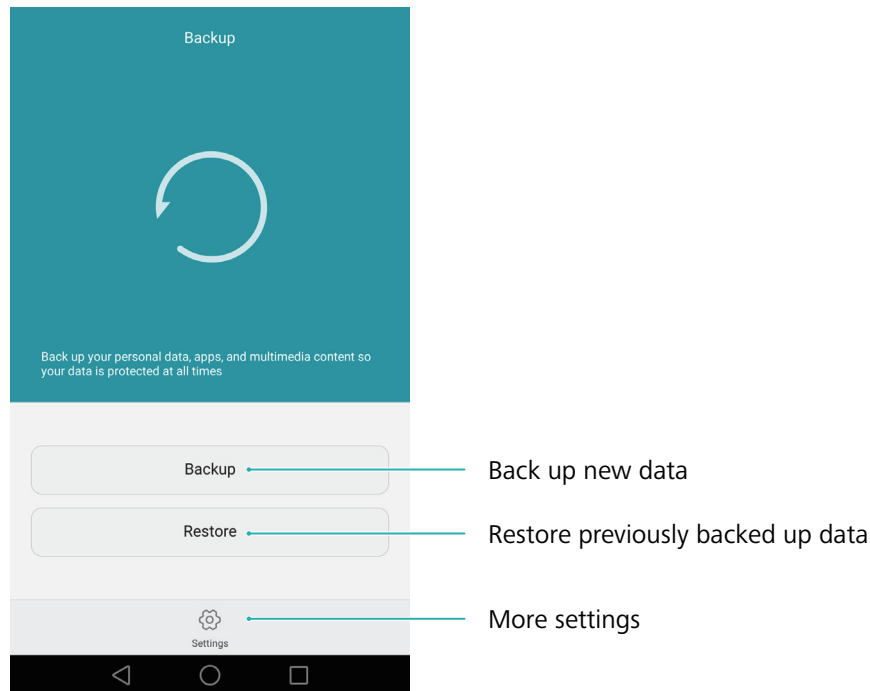 Backup
Back up your personal data, apps, and multimedia content so
your data is protected at all times
Backup
Back up new data
Restore
Restore previously backed up data
More settings
Settings